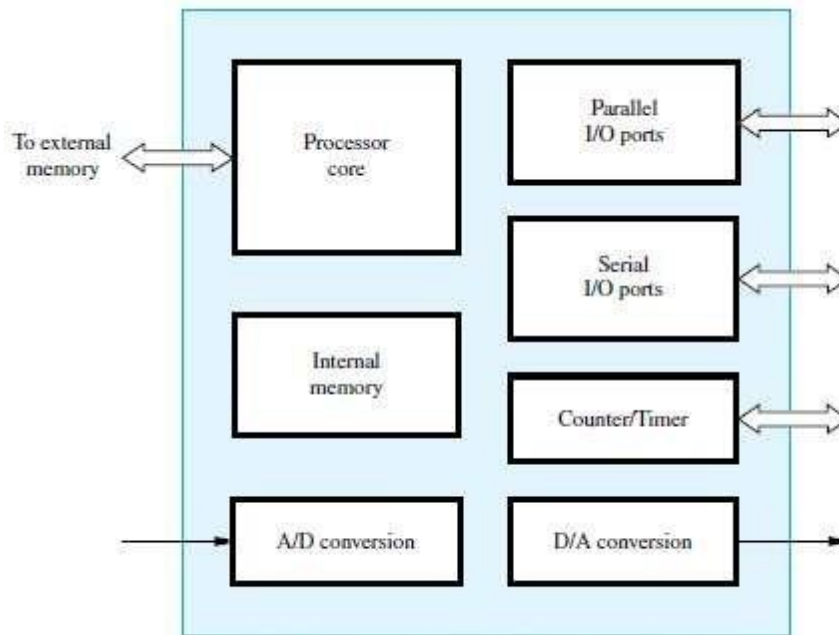 To external
memory
Processor
core
Parallel
I/O ports
Serial
I/O ports
Internal
memory
Counter/Timer
A/D conversion
D/A conversion